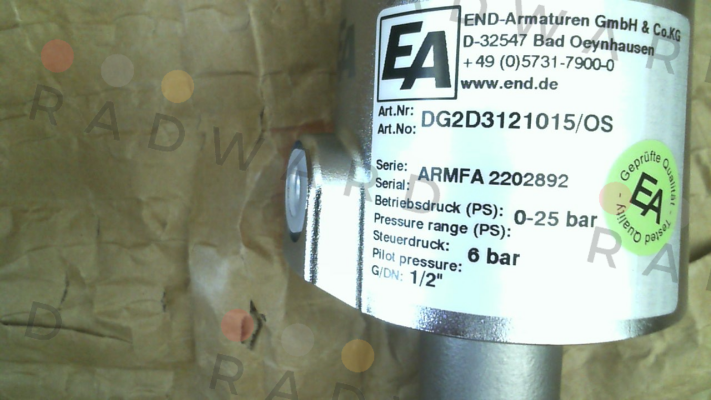 EA
END-Armaturen GmbH & Co.KG
D-32547 Bad Oeynhausen
+ 49 (0)5731-7900-0
www.end.de
Art.Nr:
Art.No: DG2D3121015/OS
Serie:
Serial: ARMFA 2202892
Betriebsdruck (PS): 0-25 bar
Pressure range (PS):
Steuerdruck: 6 bar
Pilot pressure:
G/DN: 1/2"
Geprüfte Qualität - Tested Quality -
EA
RADWARD